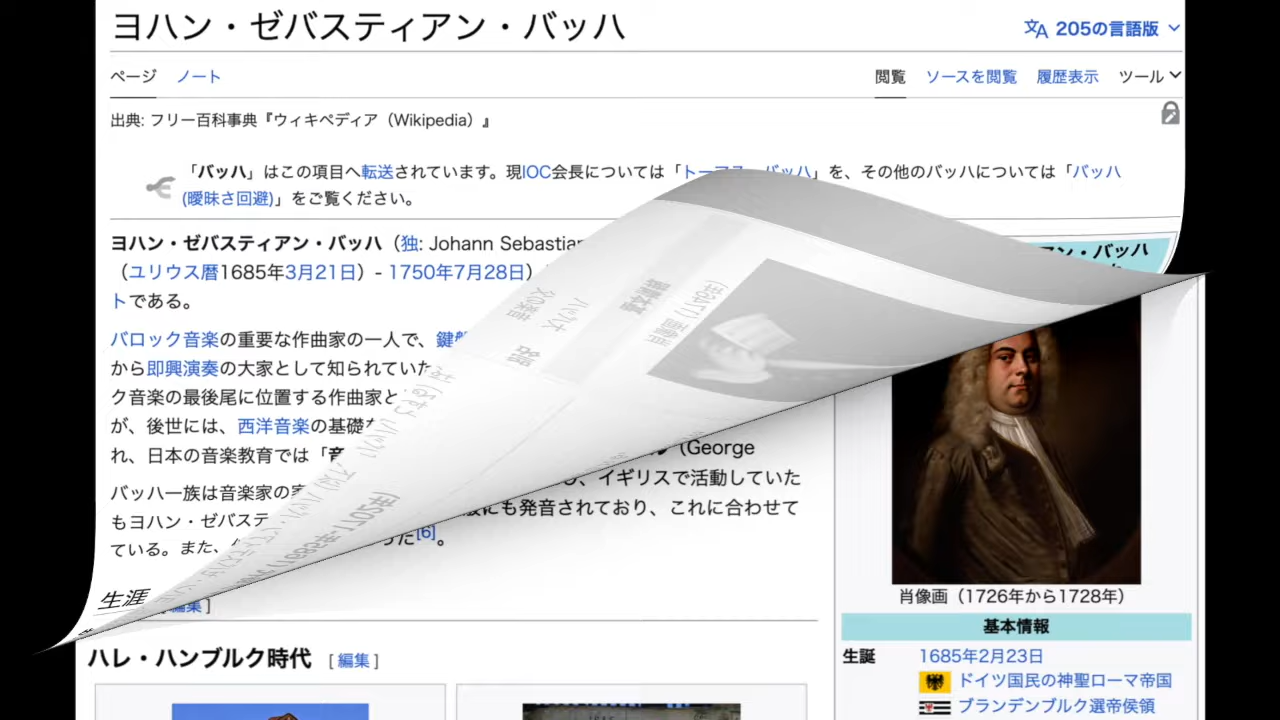 ヨハン・ゼバスティアン・バッハ
205の言語版
ページ ノート 閲覧 ソースを閲覧 履歴表示 ツール
出典: フリー百科事典『ウィキペディア（Wikipedia）』
「バッハ」はこの項目へ転送されています。現IOC会長については「トーマス・バッハ」を、その他のバッハについては「バッハ
(曖昧さ回避)」をご覧ください。
ヨハン・ゼバスティアン・バッハ（独: Johann Sebastian
アン・バッハ
（ユリウス暦1685年3月21日）- 1750年7月28日）
トである。
バロック音楽の重要な作曲家の一人で、鍵盤
から即興演奏の大家として知られていた
ク音楽の最後尾に位置する作曲家と
が、後世には、西洋音楽の基礎
れ、日本の音楽教育では「音
（George
バッハ一族は音楽家の家
、イギリスで活動していた
もヨハン・ゼバステ
にも発音されており、これに合わせて
ている。また、
った[6]。
生涯
[編集]
肖像画（1726年から1728年）
基本情報
ハレ・ハンブルク時代 [編集]
生誕 1685年2月23日
ドイツ国民の神聖ローマ帝国
ブランデンブルク選帝侯領